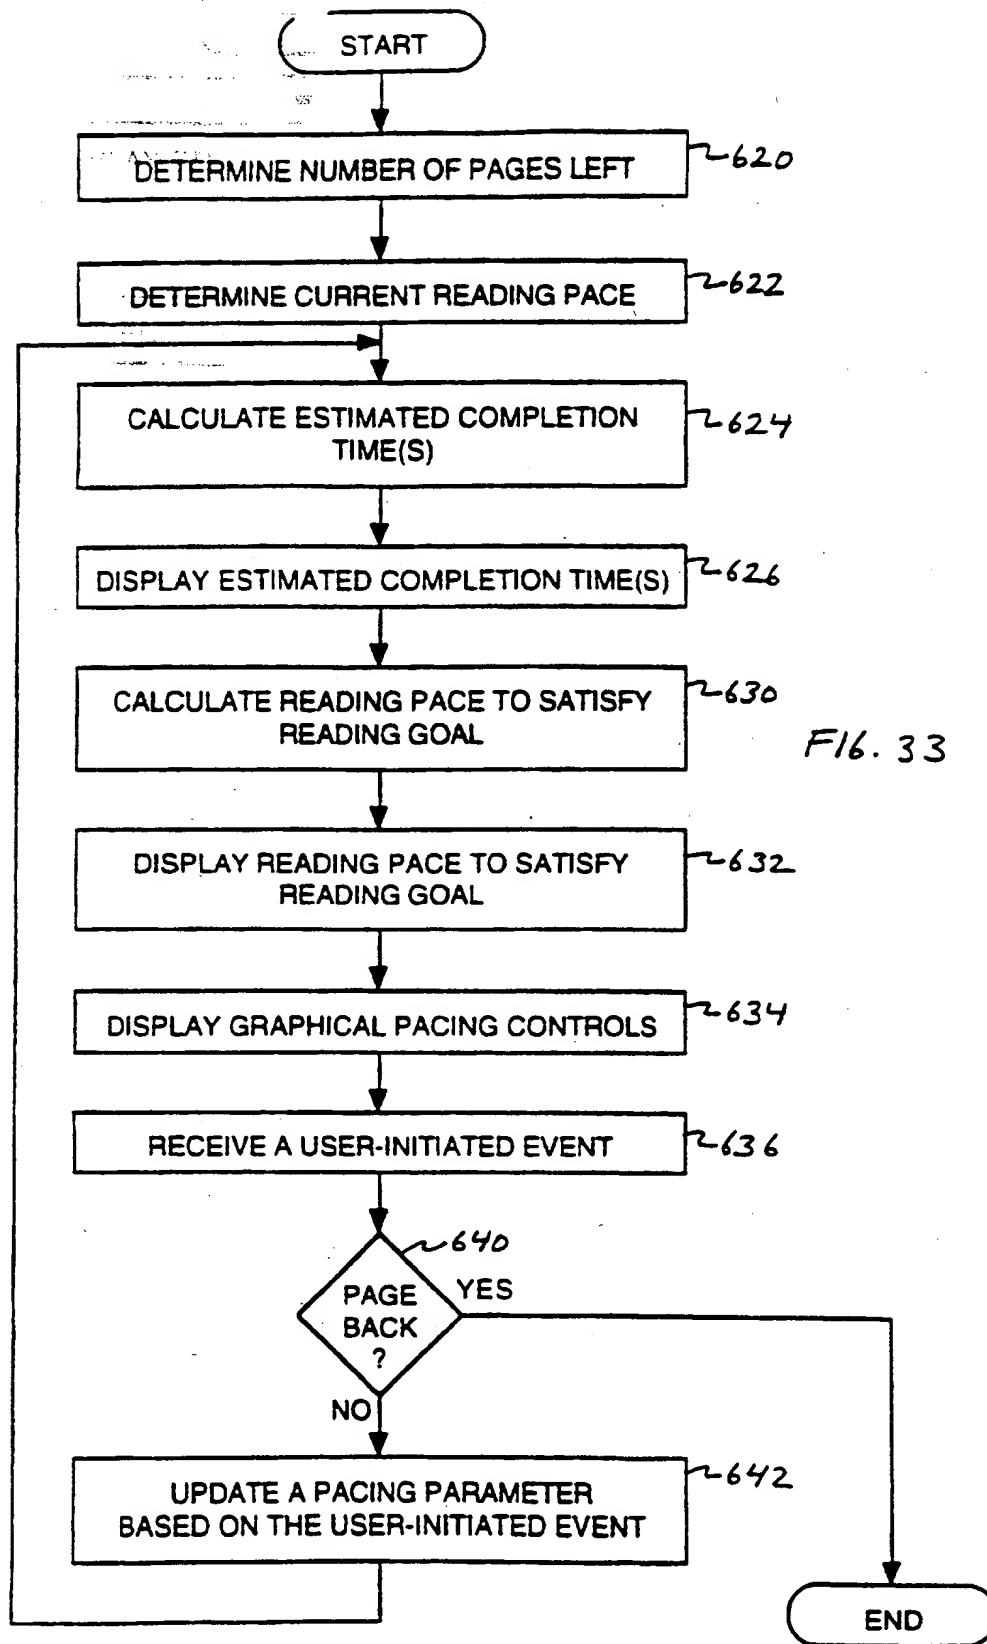 START
DETERMINE NUMBER OF PAGES LEFT
620
DETERMINE CURRENT READING PACE
622
CALCULATE ESTIMATED COMPLETION
TIME(S)
624
DISPLAY ESTIMATED COMPLETION TIME(S)
626
CALCULATE READING PACE TO SATISFY
READING GOAL
630
FIG. 33
DISPLAY READING PACE TO SATISFY
READING GOAL
632
DISPLAY GRAPHICAL PACING CONTROLS
634
RECEIVE A USER-INITIATED EVENT
636
640
PAGE
BACK
?
YES
NO
UPDATE A PACING PARAMETER
BASED ON THE USER-INITIATED EVENT
642
END